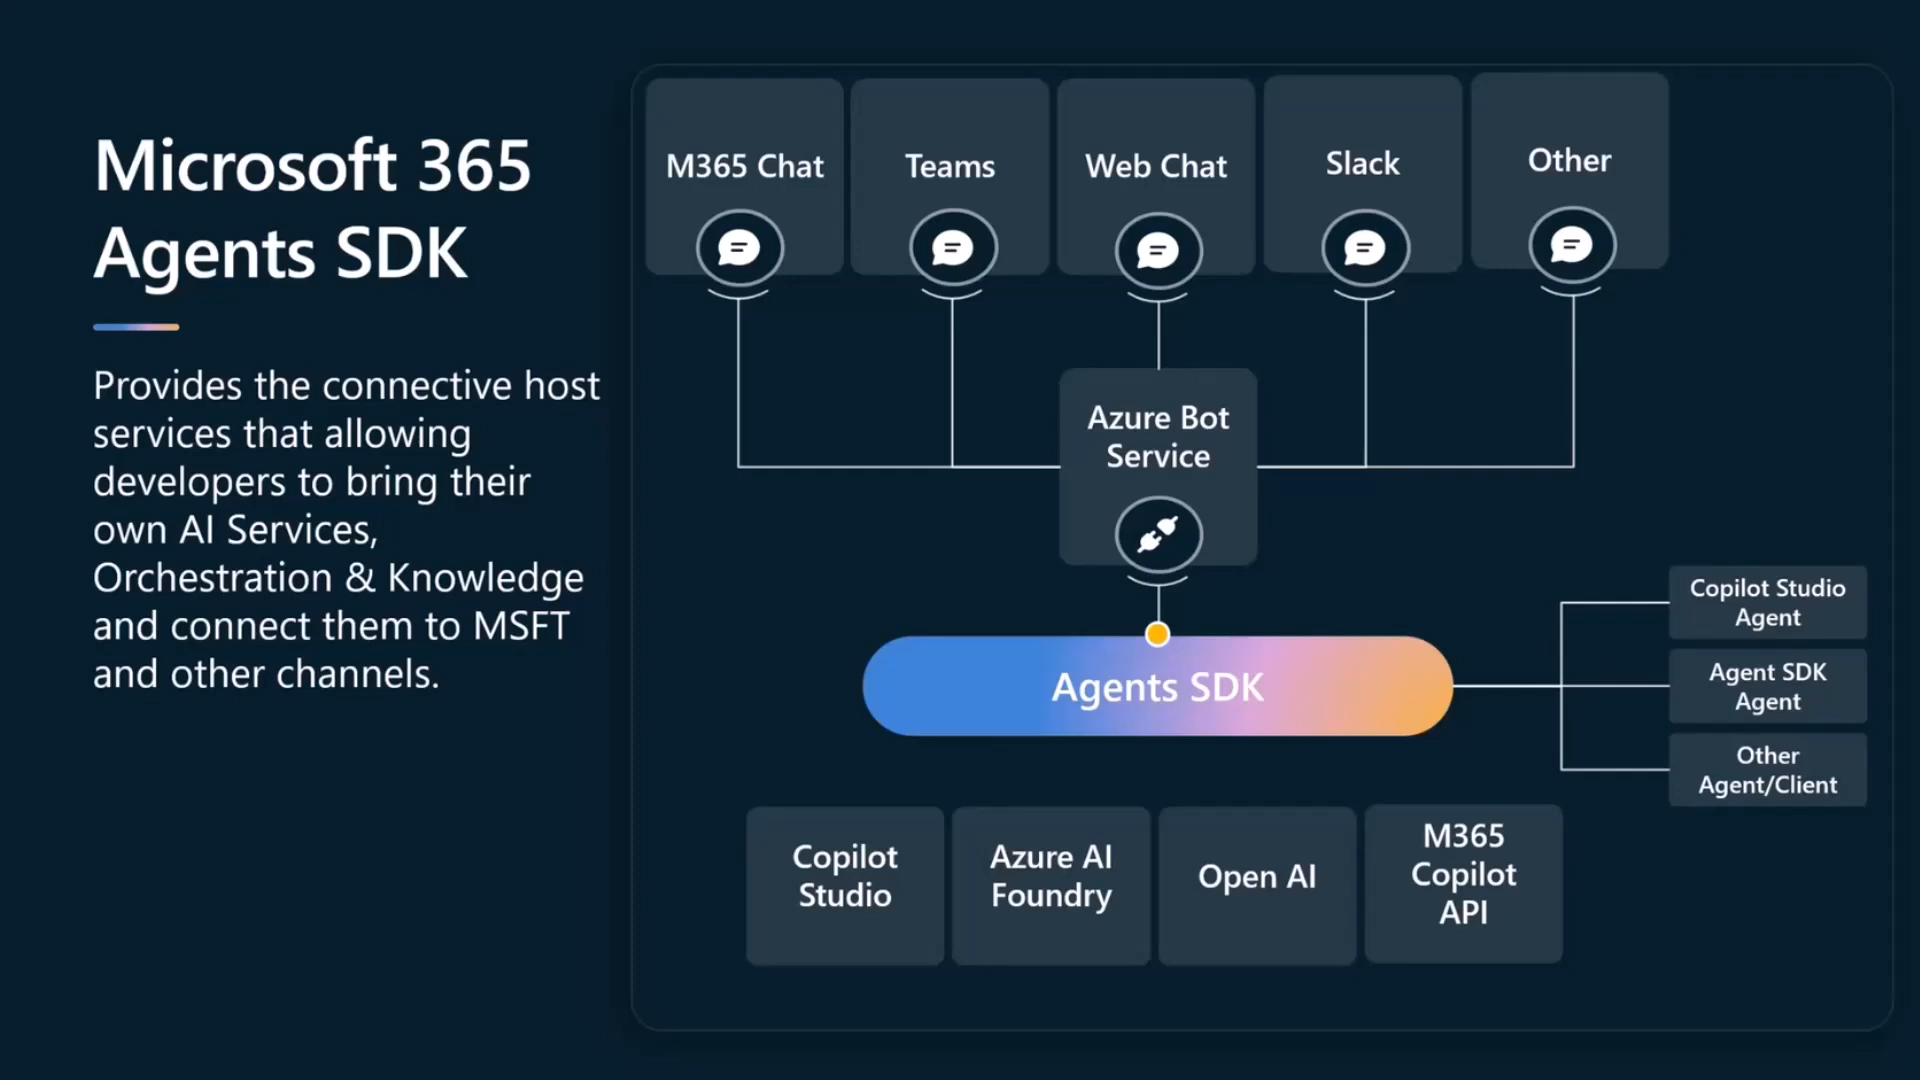 Microsoft 365
Agents SDK
Provides the connective host
services that allowing
developers to bring their
own AI Services,
Orchestration & Knowledge
and connect them to MSFT
and other channels.
M365 Chat
Teams
Web Chat
Slack
Other
Azure Bot
Service
Agents SDK
Copilot Studio
Agent
Agent SDK
Agent
Other
Agent/Client
Copilot
Studio
Azure AI
Foundry
Open AI
M365
Copilot
API